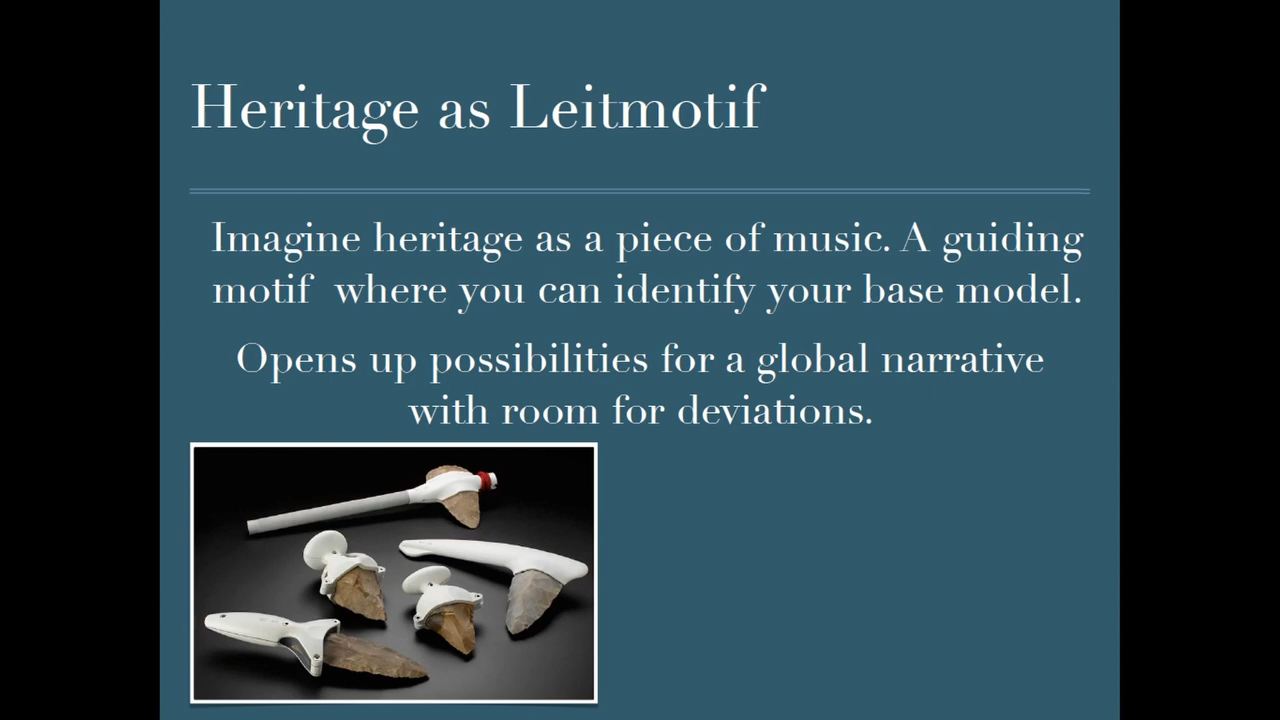 Heritage as Leitmotif
Imagine heritage as a piece of music. A guiding
motif where you can identify your base model.
Opens up possibilities for a global narrative
with room for deviations.